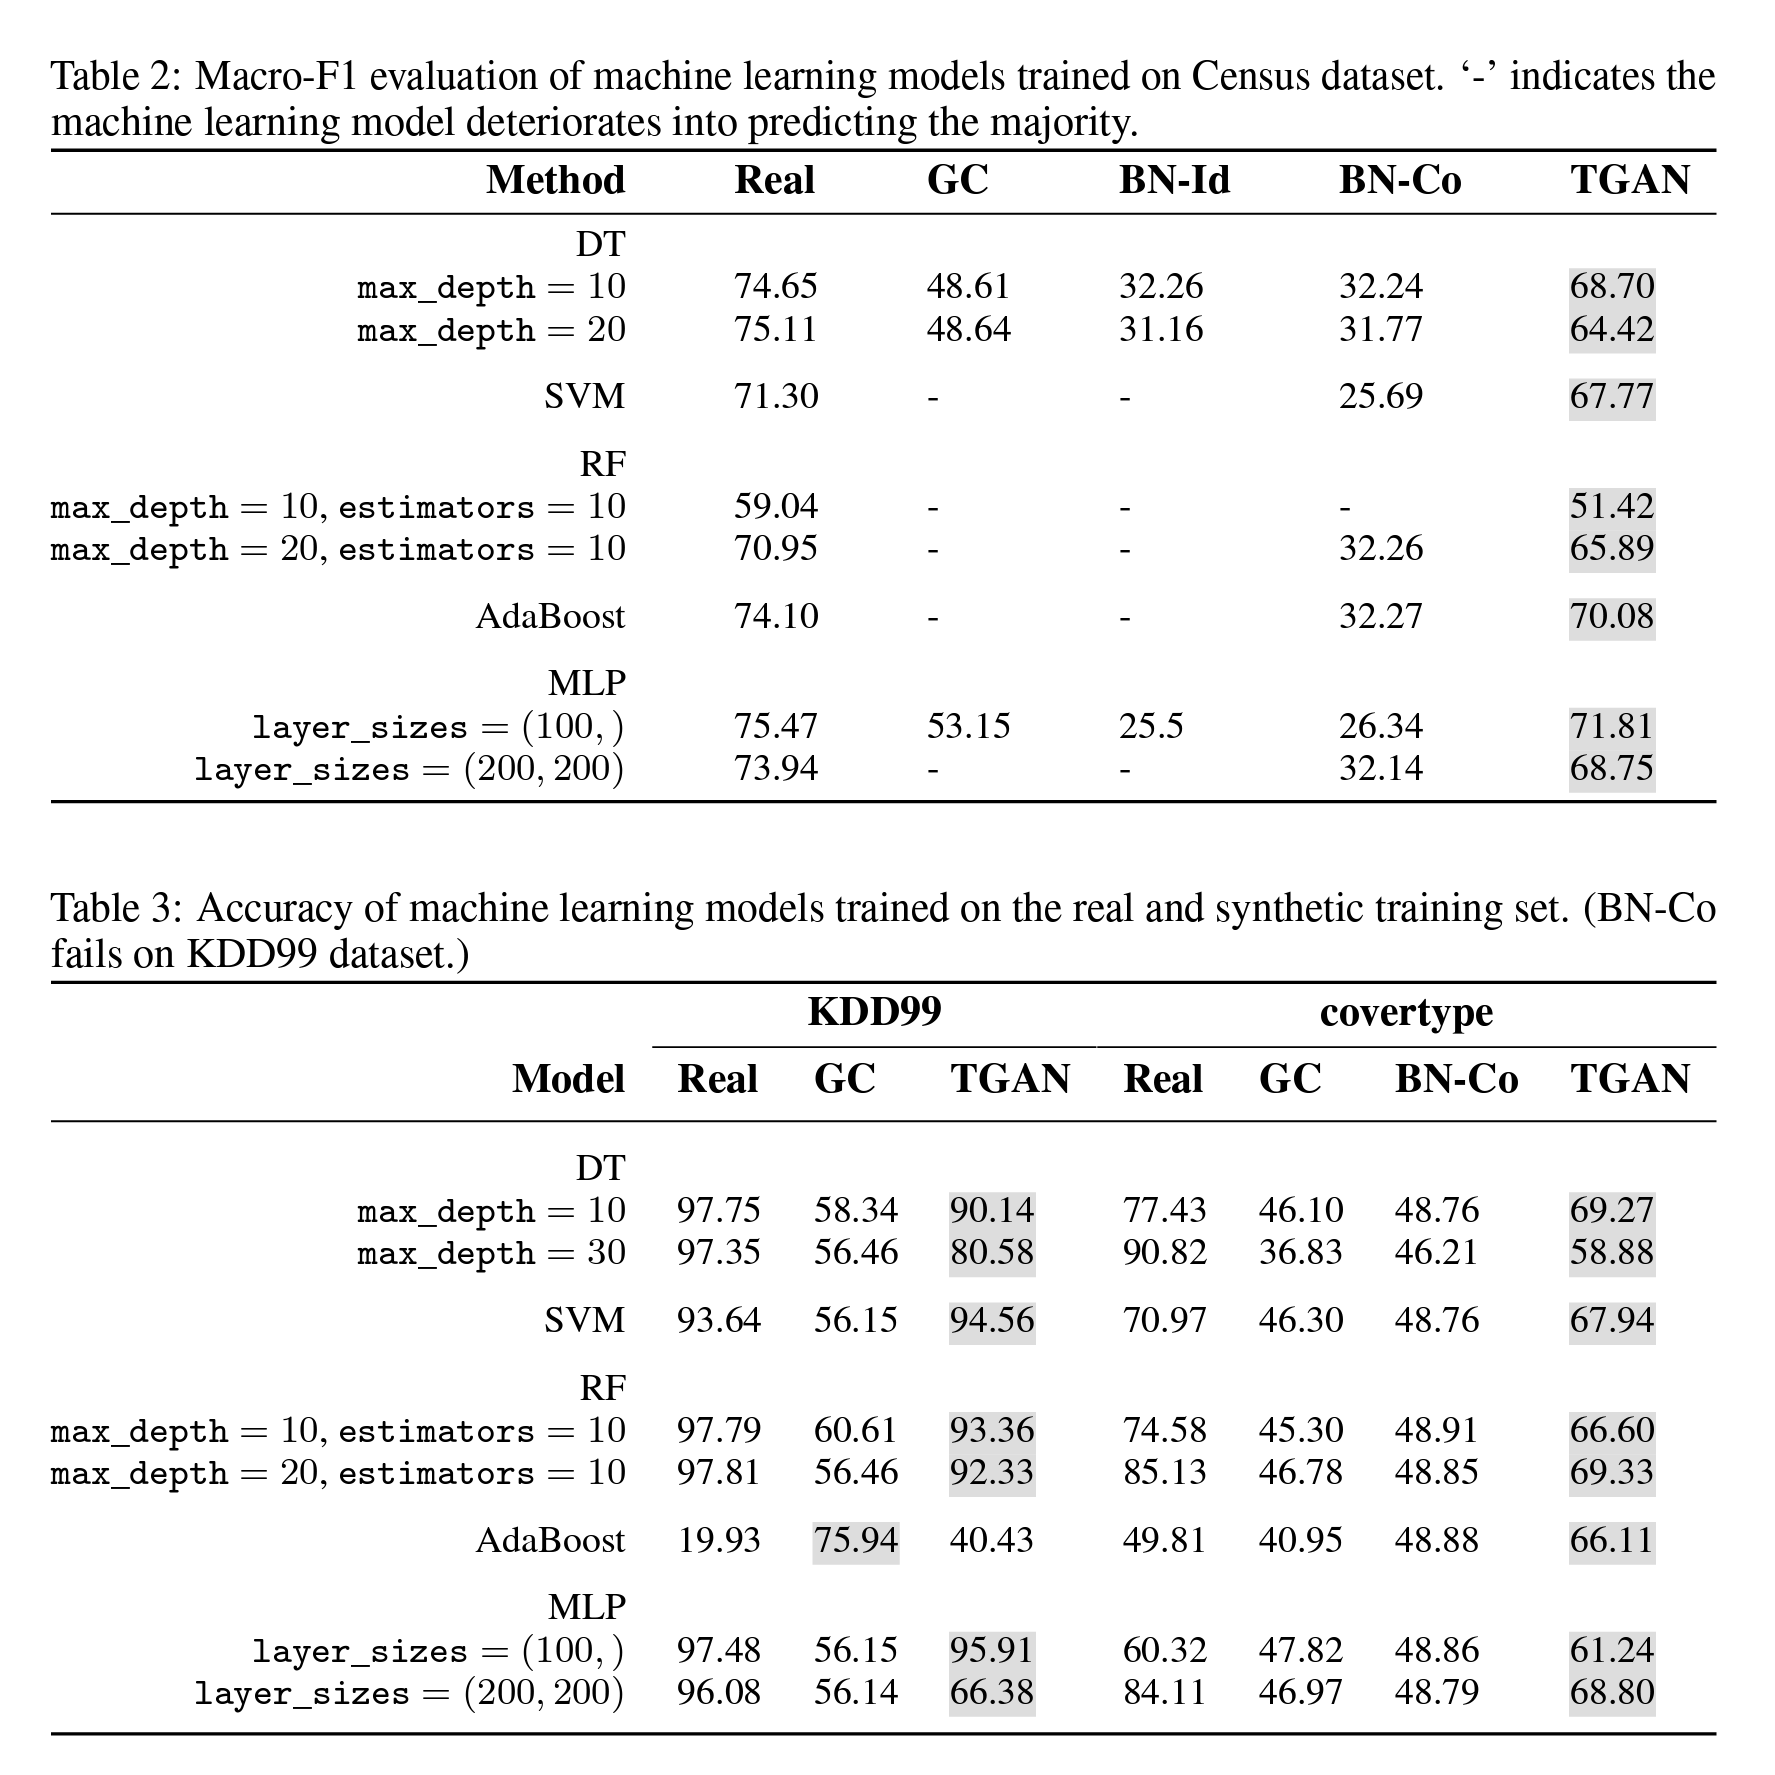 Table 2: Macro-F1 evaluation of machine learning models trained on Census dataset. ‘-’ indicates the
machine learning model deteriorates into predicting the majority.
Method Real GC BN-Id BN-Co TGAN
DT
max_depth = 10 74.65 48.61 32.26 32.24 68.70
max_depth = 20 75.11 48.64 31.16 31.77 64.42
SVM 71.30 - - 25.69 67.77
RF
max_depth = 10, estimators = 10 59.04 - - - 51.42
max_depth = 20, estimators = 10 70.95 - - 32.26 65.89
AdaBoost 74.10 - - 32.27 70.08
MLP
layer_sizes = (100, ) 75.47 53.15 25.5 26.34 71.81
layer_sizes = (200, 200) 73.94 - - 32.14 68.75
Table 3: Accuracy of machine learning models trained on the real and synthetic training set. (BN-Co
fails on KDD99 dataset.)
KDD99 covertype
Model Real GC TGAN Real GC BN-Co TGAN
DT
max_depth = 10 97.75 58.34 90.14 77.43 46.10 48.76 69.27
max_depth = 30 97.35 56.46 80.58 90.82 36.83 46.21 58.88
SVM 93.64 56.15 94.56 70.97 46.30 48.76 67.94
RF
max_depth = 10, estimators = 10 97.79 60.61 93.36 74.58 45.30 48.91 66.60
max_depth = 20, estimators = 10 97.81 56.46 92.33 85.13 46.78 48.85 69.33
AdaBoost 19.93 75.94 40.43 49.81 40.95 48.88 66.11
MLP
layer_sizes = (100, ) 97.48 56.15 95.91 60.32 47.82 48.86 61.24
layer_sizes = (200, 200) 96.08 56.14 66.38 84.11 46.97 48.79 68.80